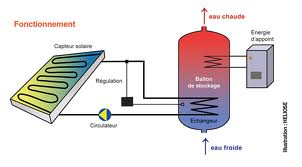 Fonctionnement
eau chaude
Energie
d'appoint
Capteur solaire
Régulation
Ballon
de stockage
Echangeur
Circulateur
eau froide
Illustration : HELIOSE